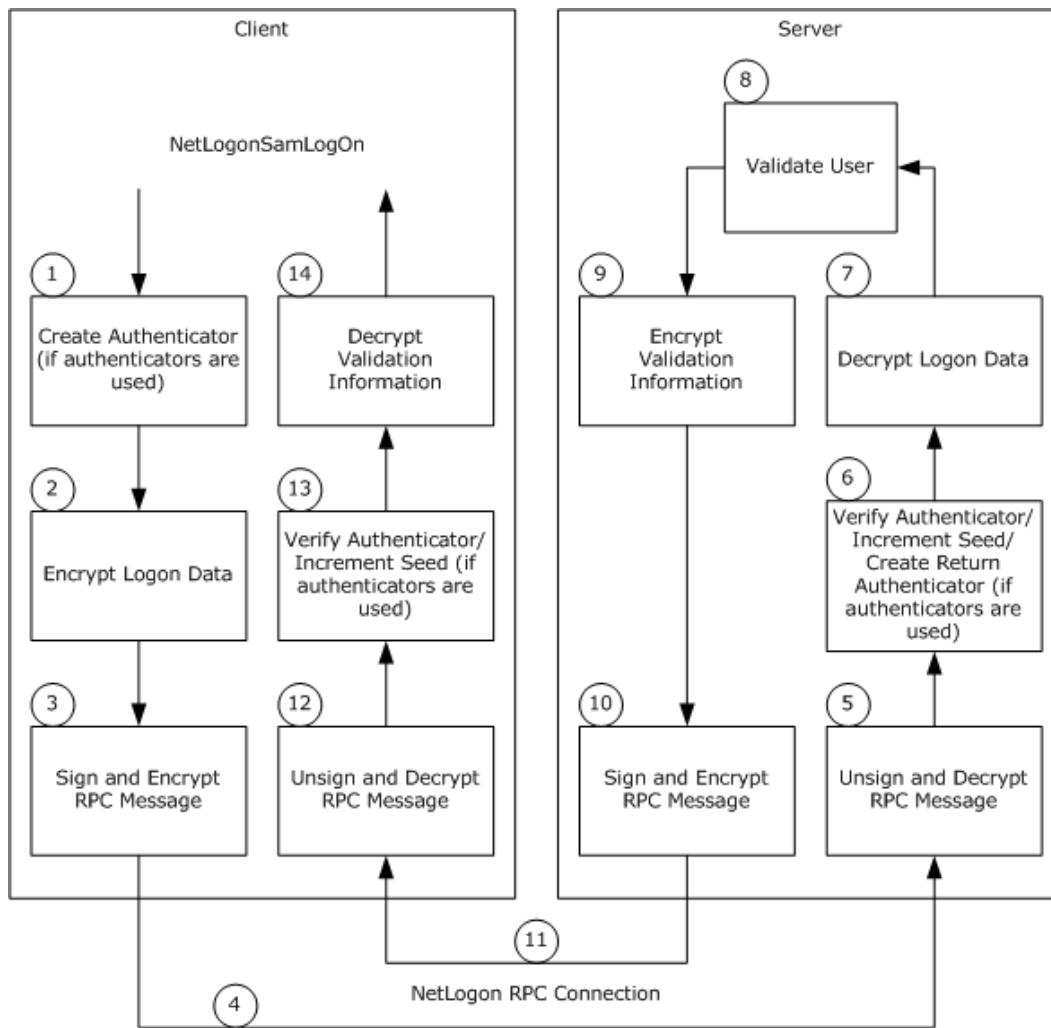 Client
NetLogonSamLogOn
1
Create Authenticator
(if authenticators are
used)
2
Encrypt Logon Data
3
Sign and Encrypt
RPC Message
14
Decrypt
Validation
Information
13
Verify Authenticator/
Increment Seed (if
authenticators are
used)
12
Unsign and Decrypt
RPC Message
Server
8
Validate User
9
Encrypt
Validation
Information
10
Sign and Encrypt
RPC Message
7
Decrypt Logon Data
6
Verify Authenticator/
Increment Seed/
Create Return
Authenticator (if
authenticators are
used)
5
Unsign and Decrypt
RPC Message
11
NetLogon RPC Connection
4